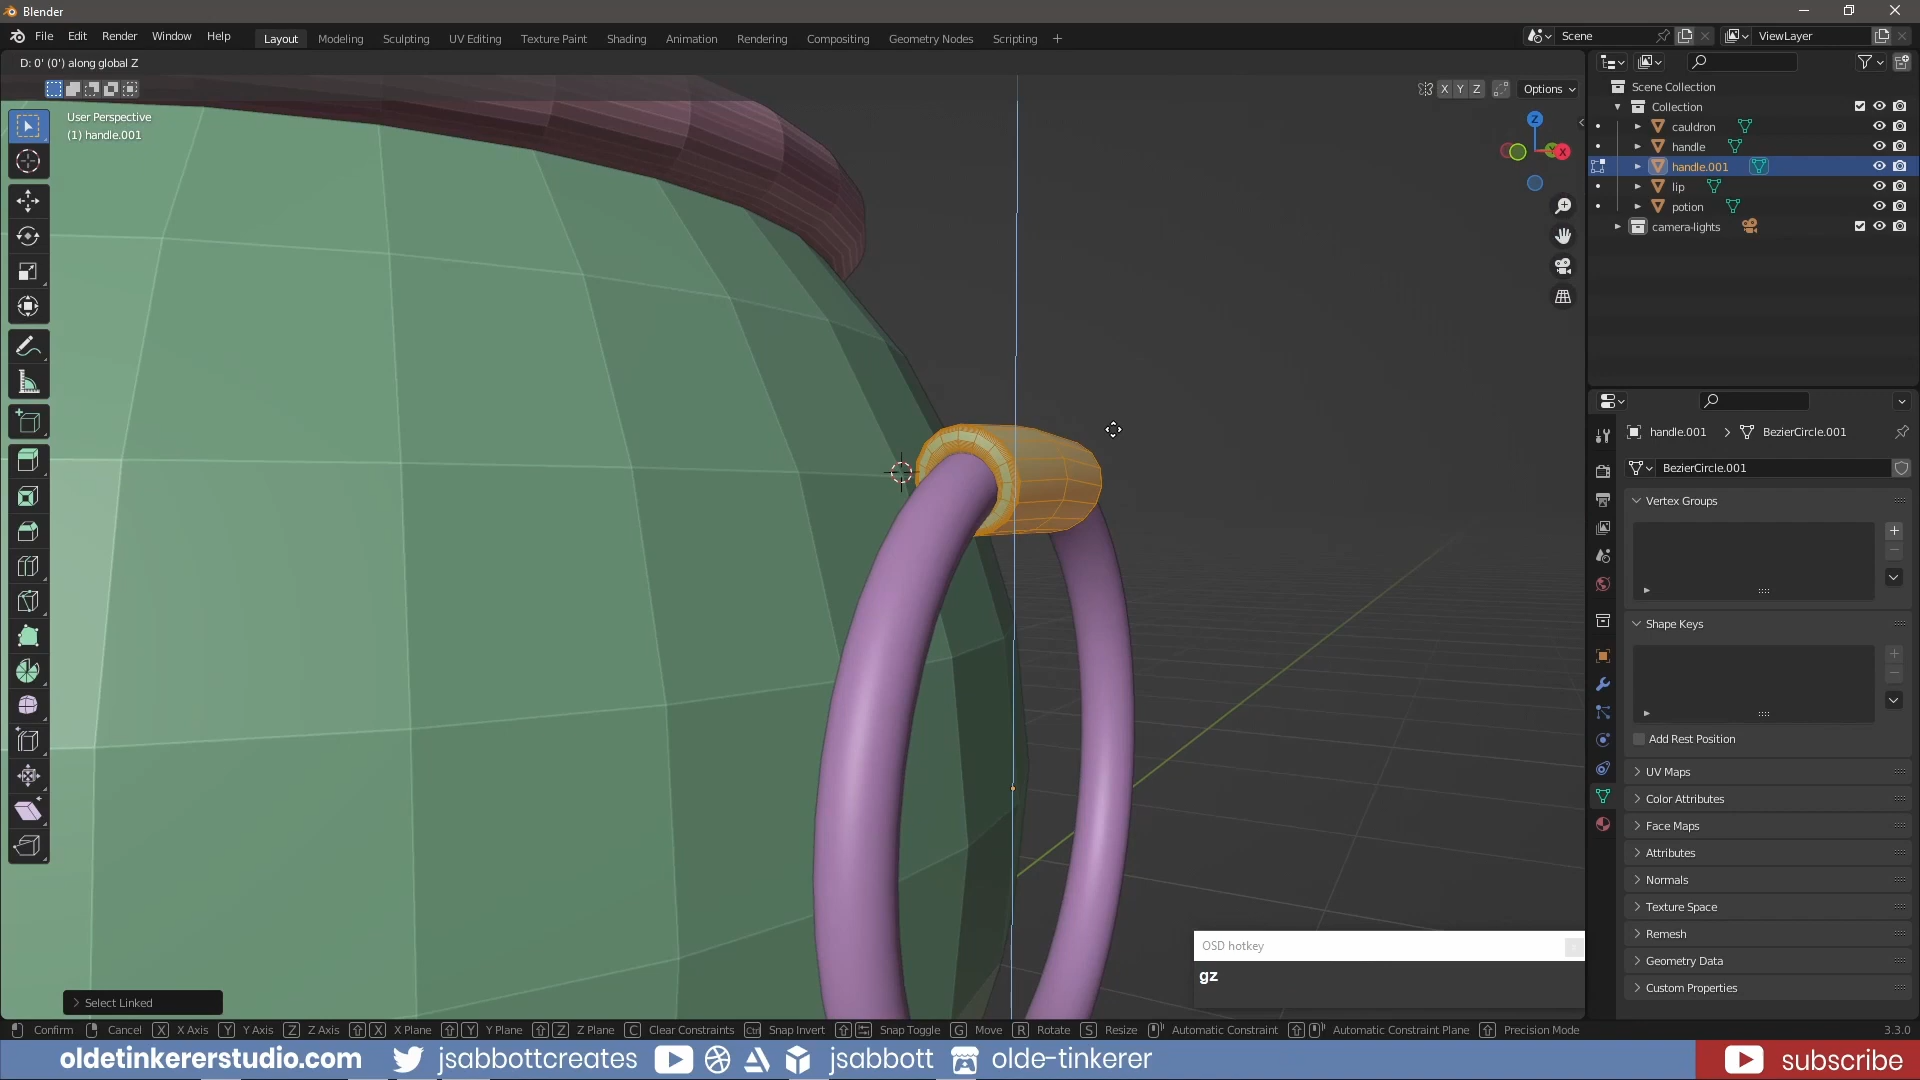 Blender
File Edit Render Window Help
Layout Modeling Sculpting UV Editing Texture Paint Shading Animation Rendering Compositing Geometry Nodes Scripting +
Scene
ViewLayer
D: 0' (0') along global Z
X Y Z
Options
User Perspective
(1) handle.001
Z
X
Scene Collection
Collection
cauldron
handle
handle.001
lip
potion
camera-lights
handle.001 > BezierCircle.001
BezierCircle.001
Vertex Groups
Shape Keys
Add Rest Position
UV Maps
Color Attributes
Face Maps
Attributes
Normals
Texture Space
Remesh
Geometry Data
Custom Properties
OSD hotkey
gz
Select Linked
Confirm Cancel X X Axis Y Y Axis Z Z Axis X X Plane Y Y Plane Z Z Plane C Clear Constraints Ctrl Snap Invert Snap Toggle G Move R Rotate S Resize Automatic Constraint Automatic Constraint Plane Precision Mode
3.3.0
oldetinkererstudio.com jsabbottcreates jsabbott olde-tinkerer subscribe